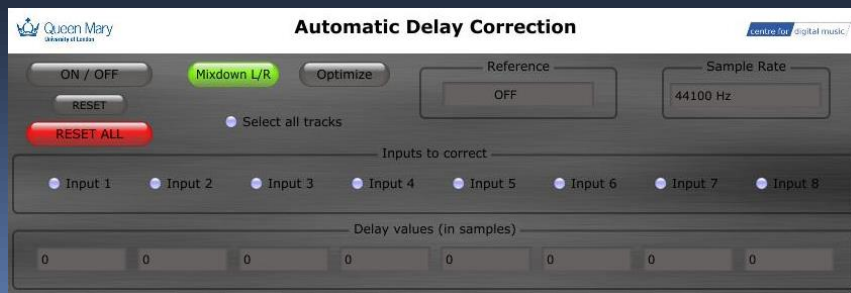 Queen Mary
University of London
Automatic Delay Correction
centre for digital music
ON / OFF
Mixdown L/R
Optimize
Reference
OFF
Sample Rate
44100 Hz
RESET
Select all tracks
RESET ALL
Inputs to correct
Input 1 Input 2 Input 3 Input 4 Input 5 Input 6 Input 7 Input 8
Delay values (in samples)
0 0 0 0 0 0 0 0